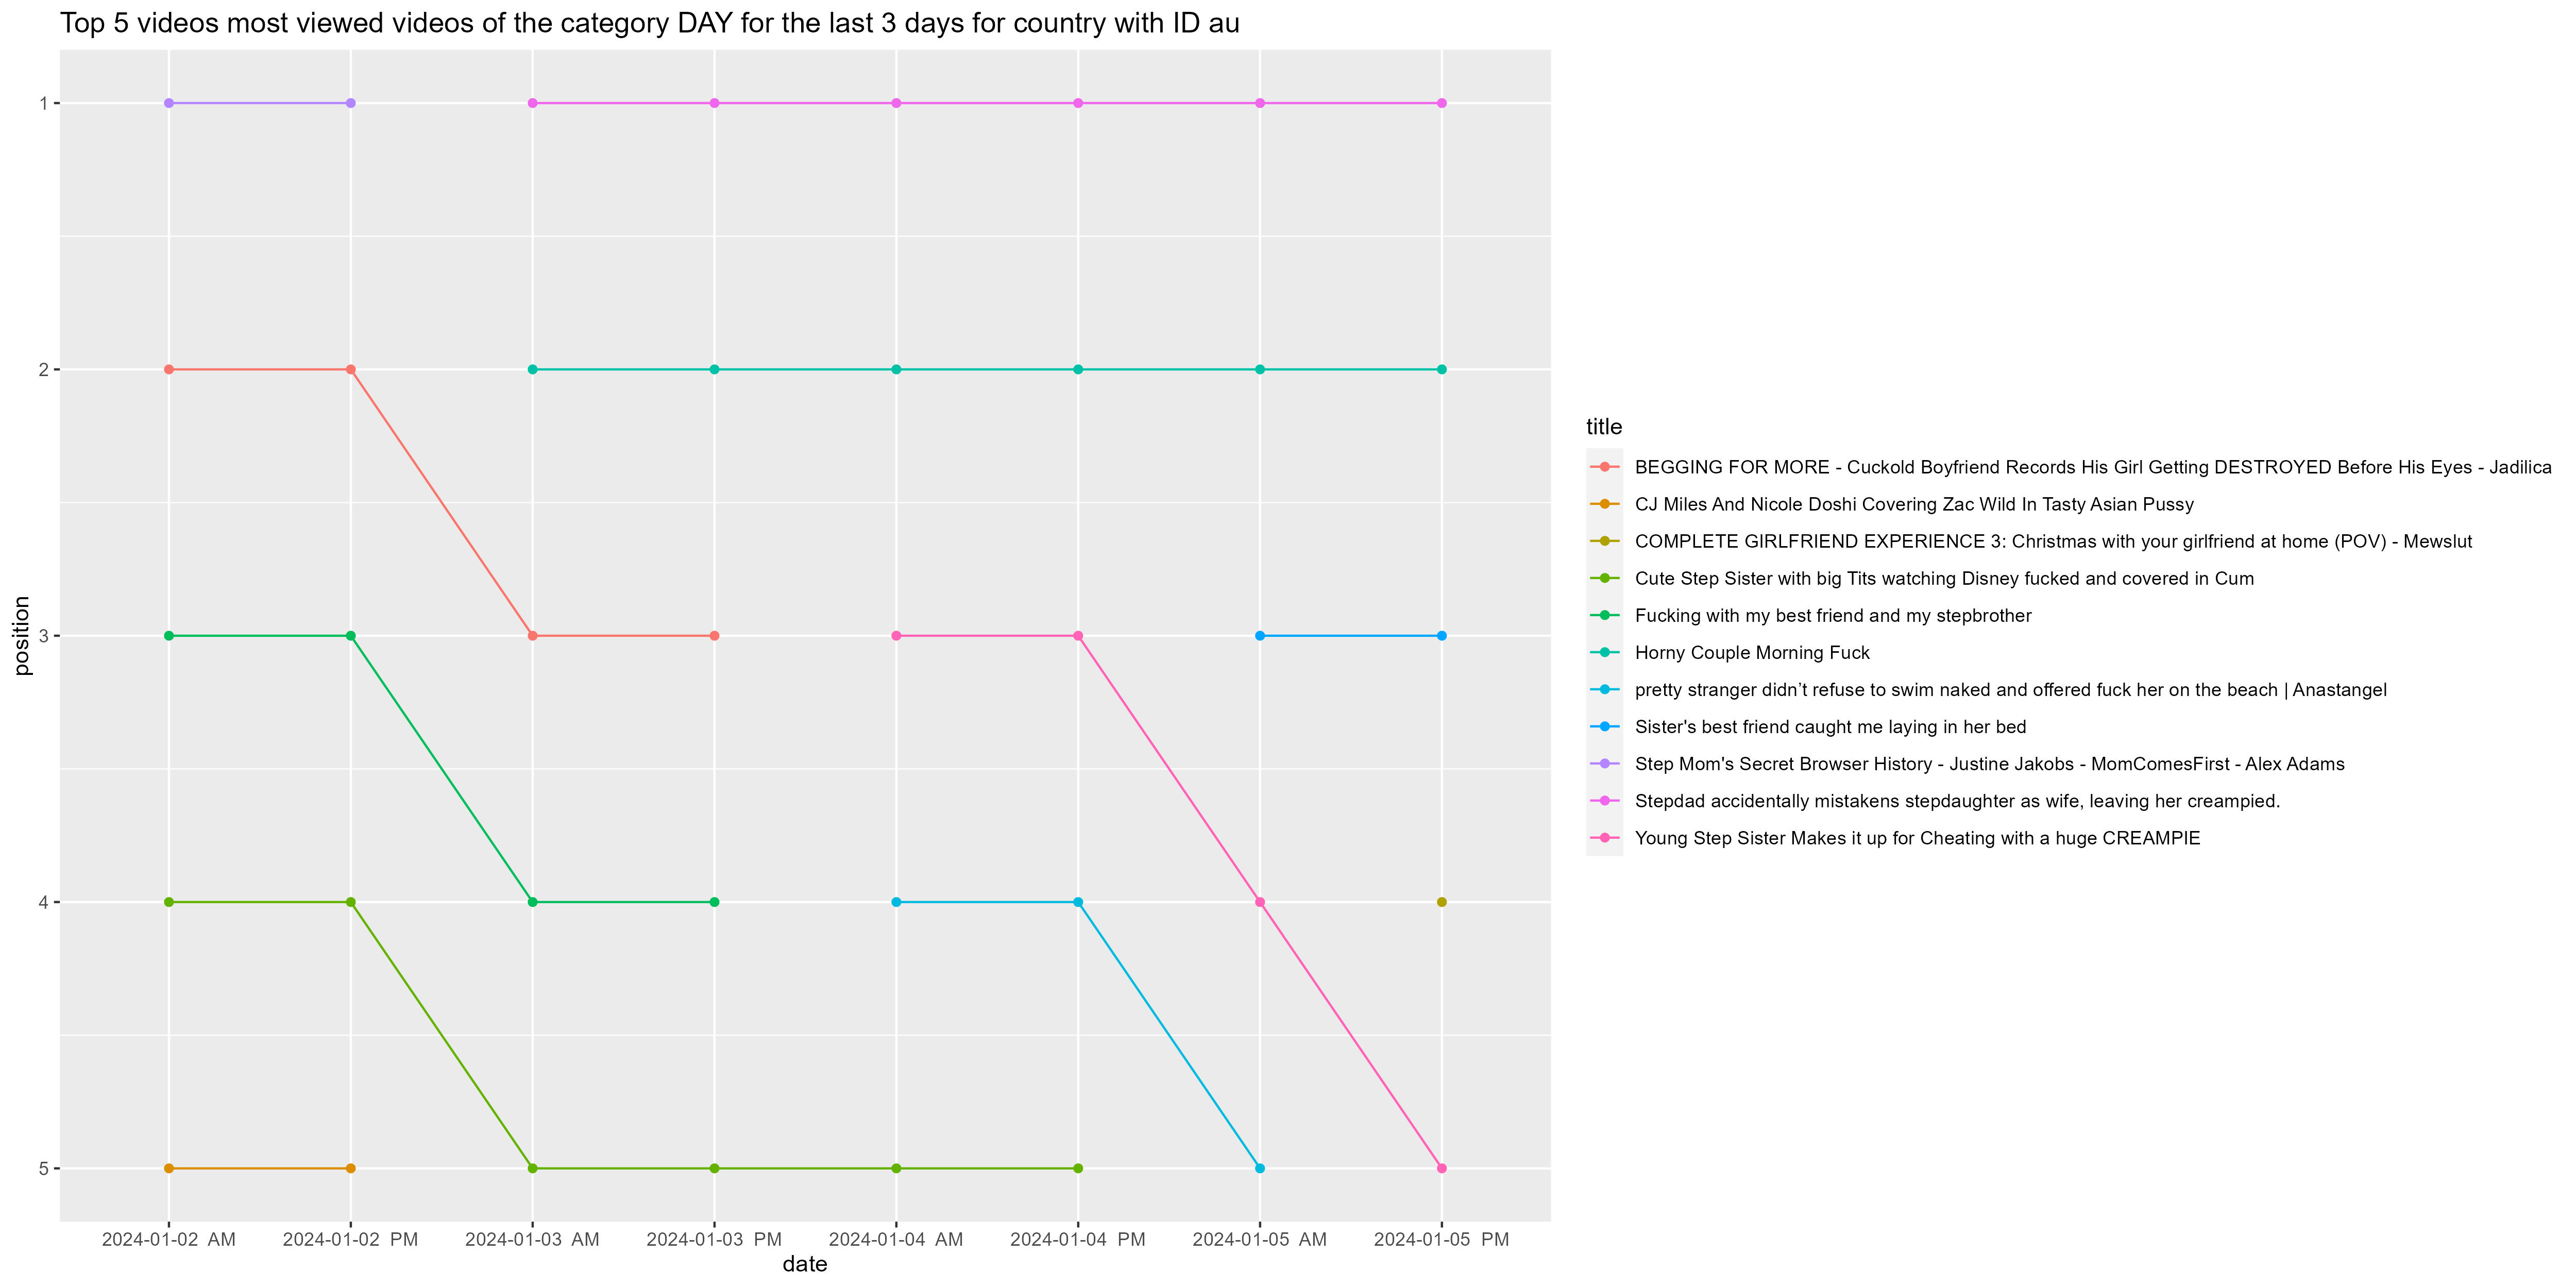 Top 5 videos most viewed videos of the category DAY for the last 3 days for country with ID au
1
2
3
4
5
position
2024-01-02 AM
2024-01-02 PM
2024-01-03 AM
2024-01-03 PM
2024-01-04 AM
2024-01-04 PM
2024-01-05 AM
2024-01-05 PM
date
title
BEGGING FOR MORE - Cuckold Boyfriend Records His Girl Getting DESTROYED Before His Eyes - Jadilica
CJ Miles And Nicole Doshi Covering Zac Wild In Tasty Asian Pussy
COMPLETE GIRLFRIEND EXPERIENCE 3: Christmas with your girlfriend at home (POV) - Mewslut
Cute Step Sister with big Tits watching Disney fucked and covered in Cum
Fucking with my best friend and my stepbrother
Horny Couple Morning Fuck
pretty stranger didn’t refuse to swim naked and offered fuck her on the beach | Anastangel
Sister's best friend caught me laying in her bed
Step Mom's Secret Browser History - Justine Jakobs - MomComesFirst - Alex Adams
Stepdad accidentally mistakens stepdaughter as wife, leaving her creampied.
Young Step Sister Makes it up for Cheating with a huge CREAMPIE